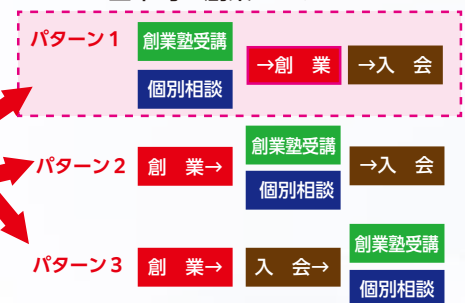 パターン1
創業塾受講
個別相談
→創　業
→入　会
パターン2
創　業→
創業塾受講
個別相談
→入　会
パターン3
創　業→
入　会→
創業塾受講
個別相談